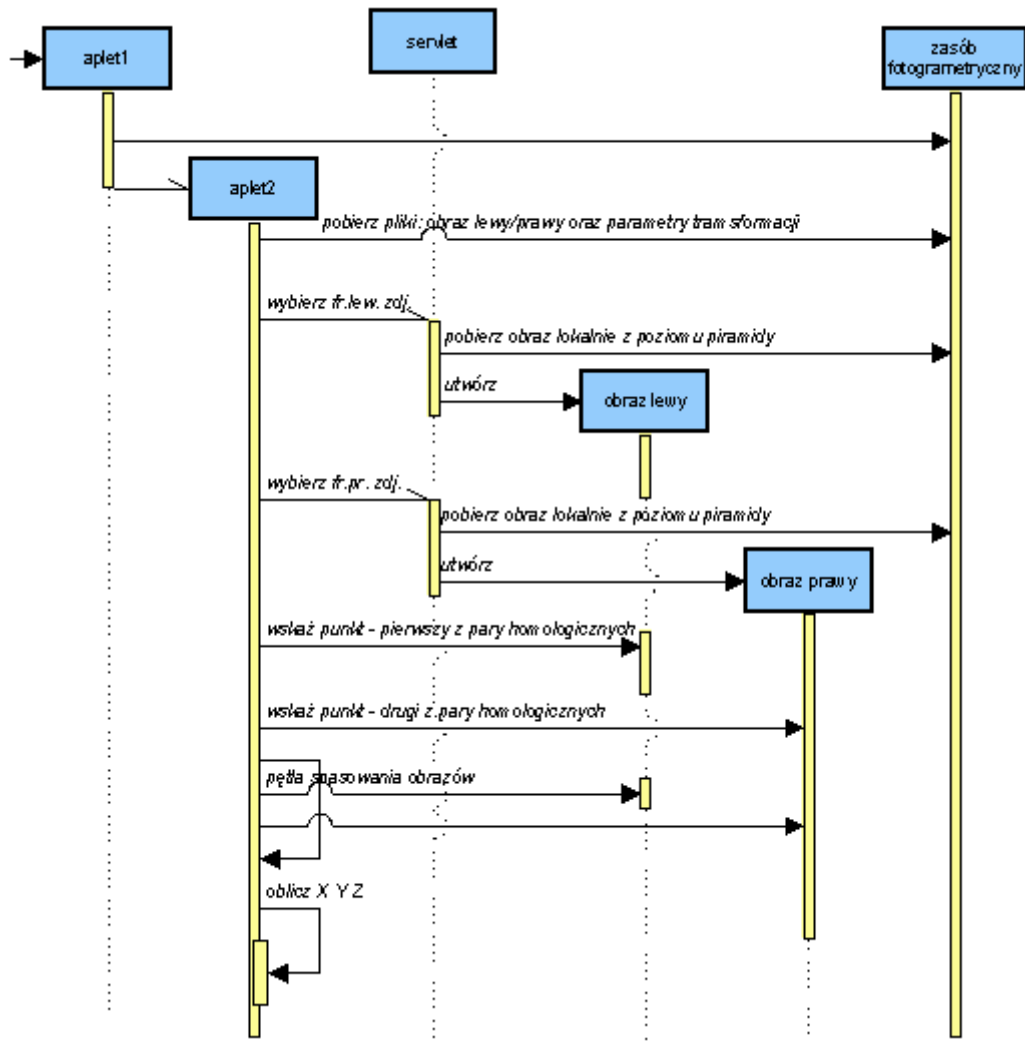 aplet1
servlet
zasób
fotogrametryczny
aplet2
pobierz pliki: obraz lewy/prawy oraz parametry transformacji
wybierz fr.lew. zdj.
pobierz obraz lokalnie z poziomu piramidy
utwórz
obraz lewy
wybierz fr.pr. zdj.
pobierz obraz lokalnie z poziomu piramidy
utwórz
obraz prawy
wskaż punkt - pierwszy z pary homologicznych
wskaż punkt - drugi z pary homologicznych
pętla spasowania obrazów
oblicz X Y Z